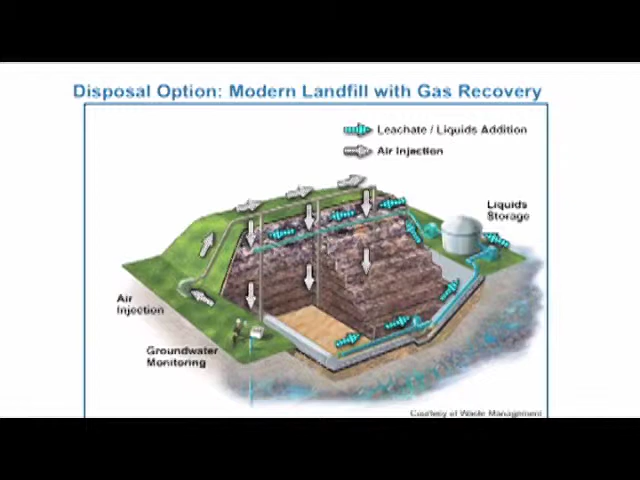 Disposal Option: Modern Landfill with Gas Recovery
Leachate / Liquids Addition
Air Injection
Liquids
Storage
Air
Injection
Groundwater
Monitoring
Courtesy of Waste Management